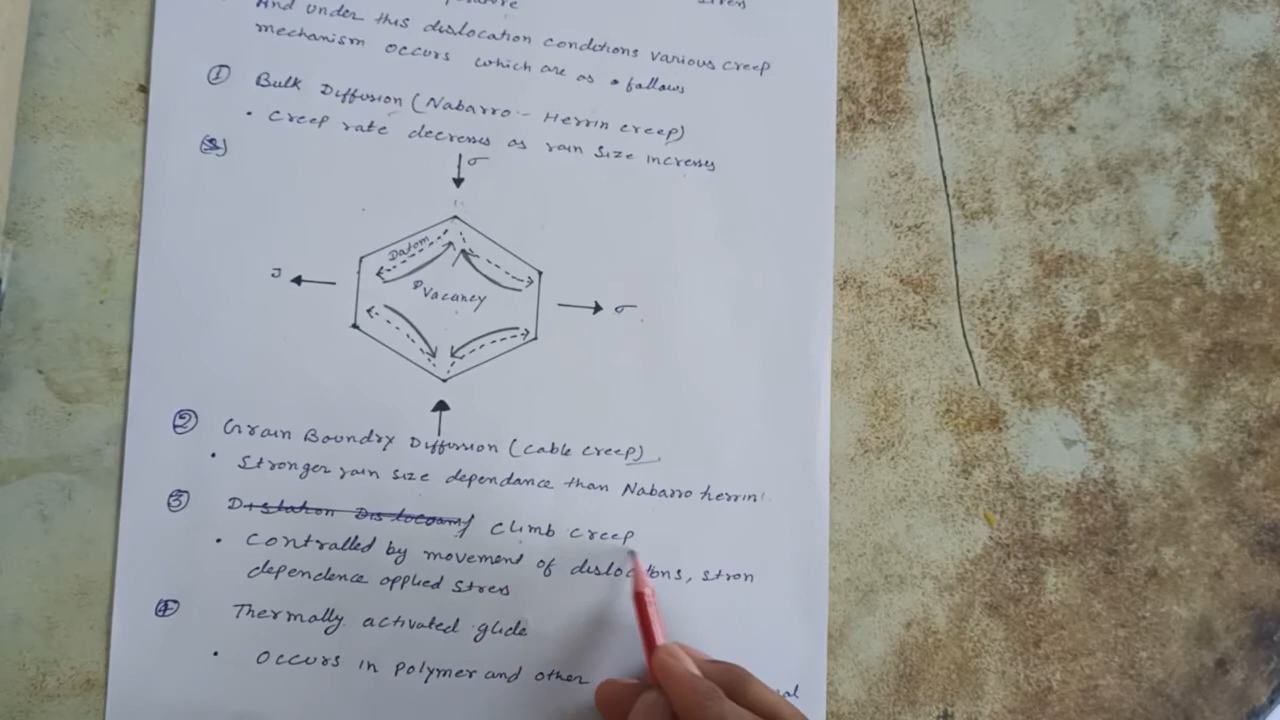 And under this dislocation conditions various creep
mechanism occurs which are as follows
① Bulk Diffusion (Nabarro - Herrin creep)
• Creep rate decreses as rain size increses
σ
Datom
Vacancy
σ
② Grain Boundry Diffusion (cable creep)
• Stronger rain size dependance than Nabarro herrin
③ climb creep
• Contralled by movement of dislocations, stron
dependence applied stress
④ Thermally activated glide
• Occurs in polymer and other